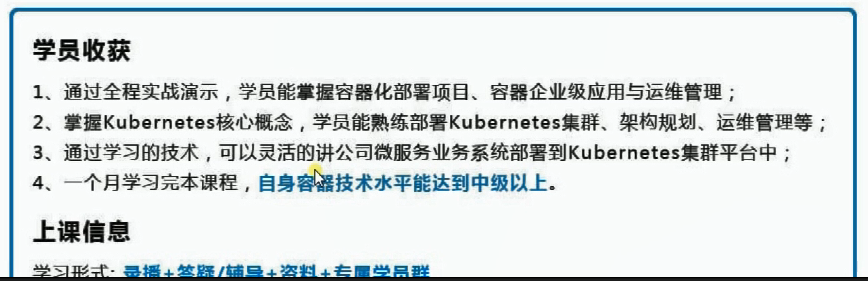 学员收获
1、通过全程实战演示，学员能掌握容器化部署项目、容器企业级应用与运维管理；
2、掌握Kubernetes核心概念，学员能熟练部署Kubernetes集群、架构规划、运维管理等；
3、通过学习的技术，可以灵活的讲公司微服务业务系统部署到Kubernetes集群平台中；
4、一个月学习完本课程，自身容器技术水平能达到中级以上。
上课信息
学习形式: 录播+答疑/辅导+资料+专属学员群